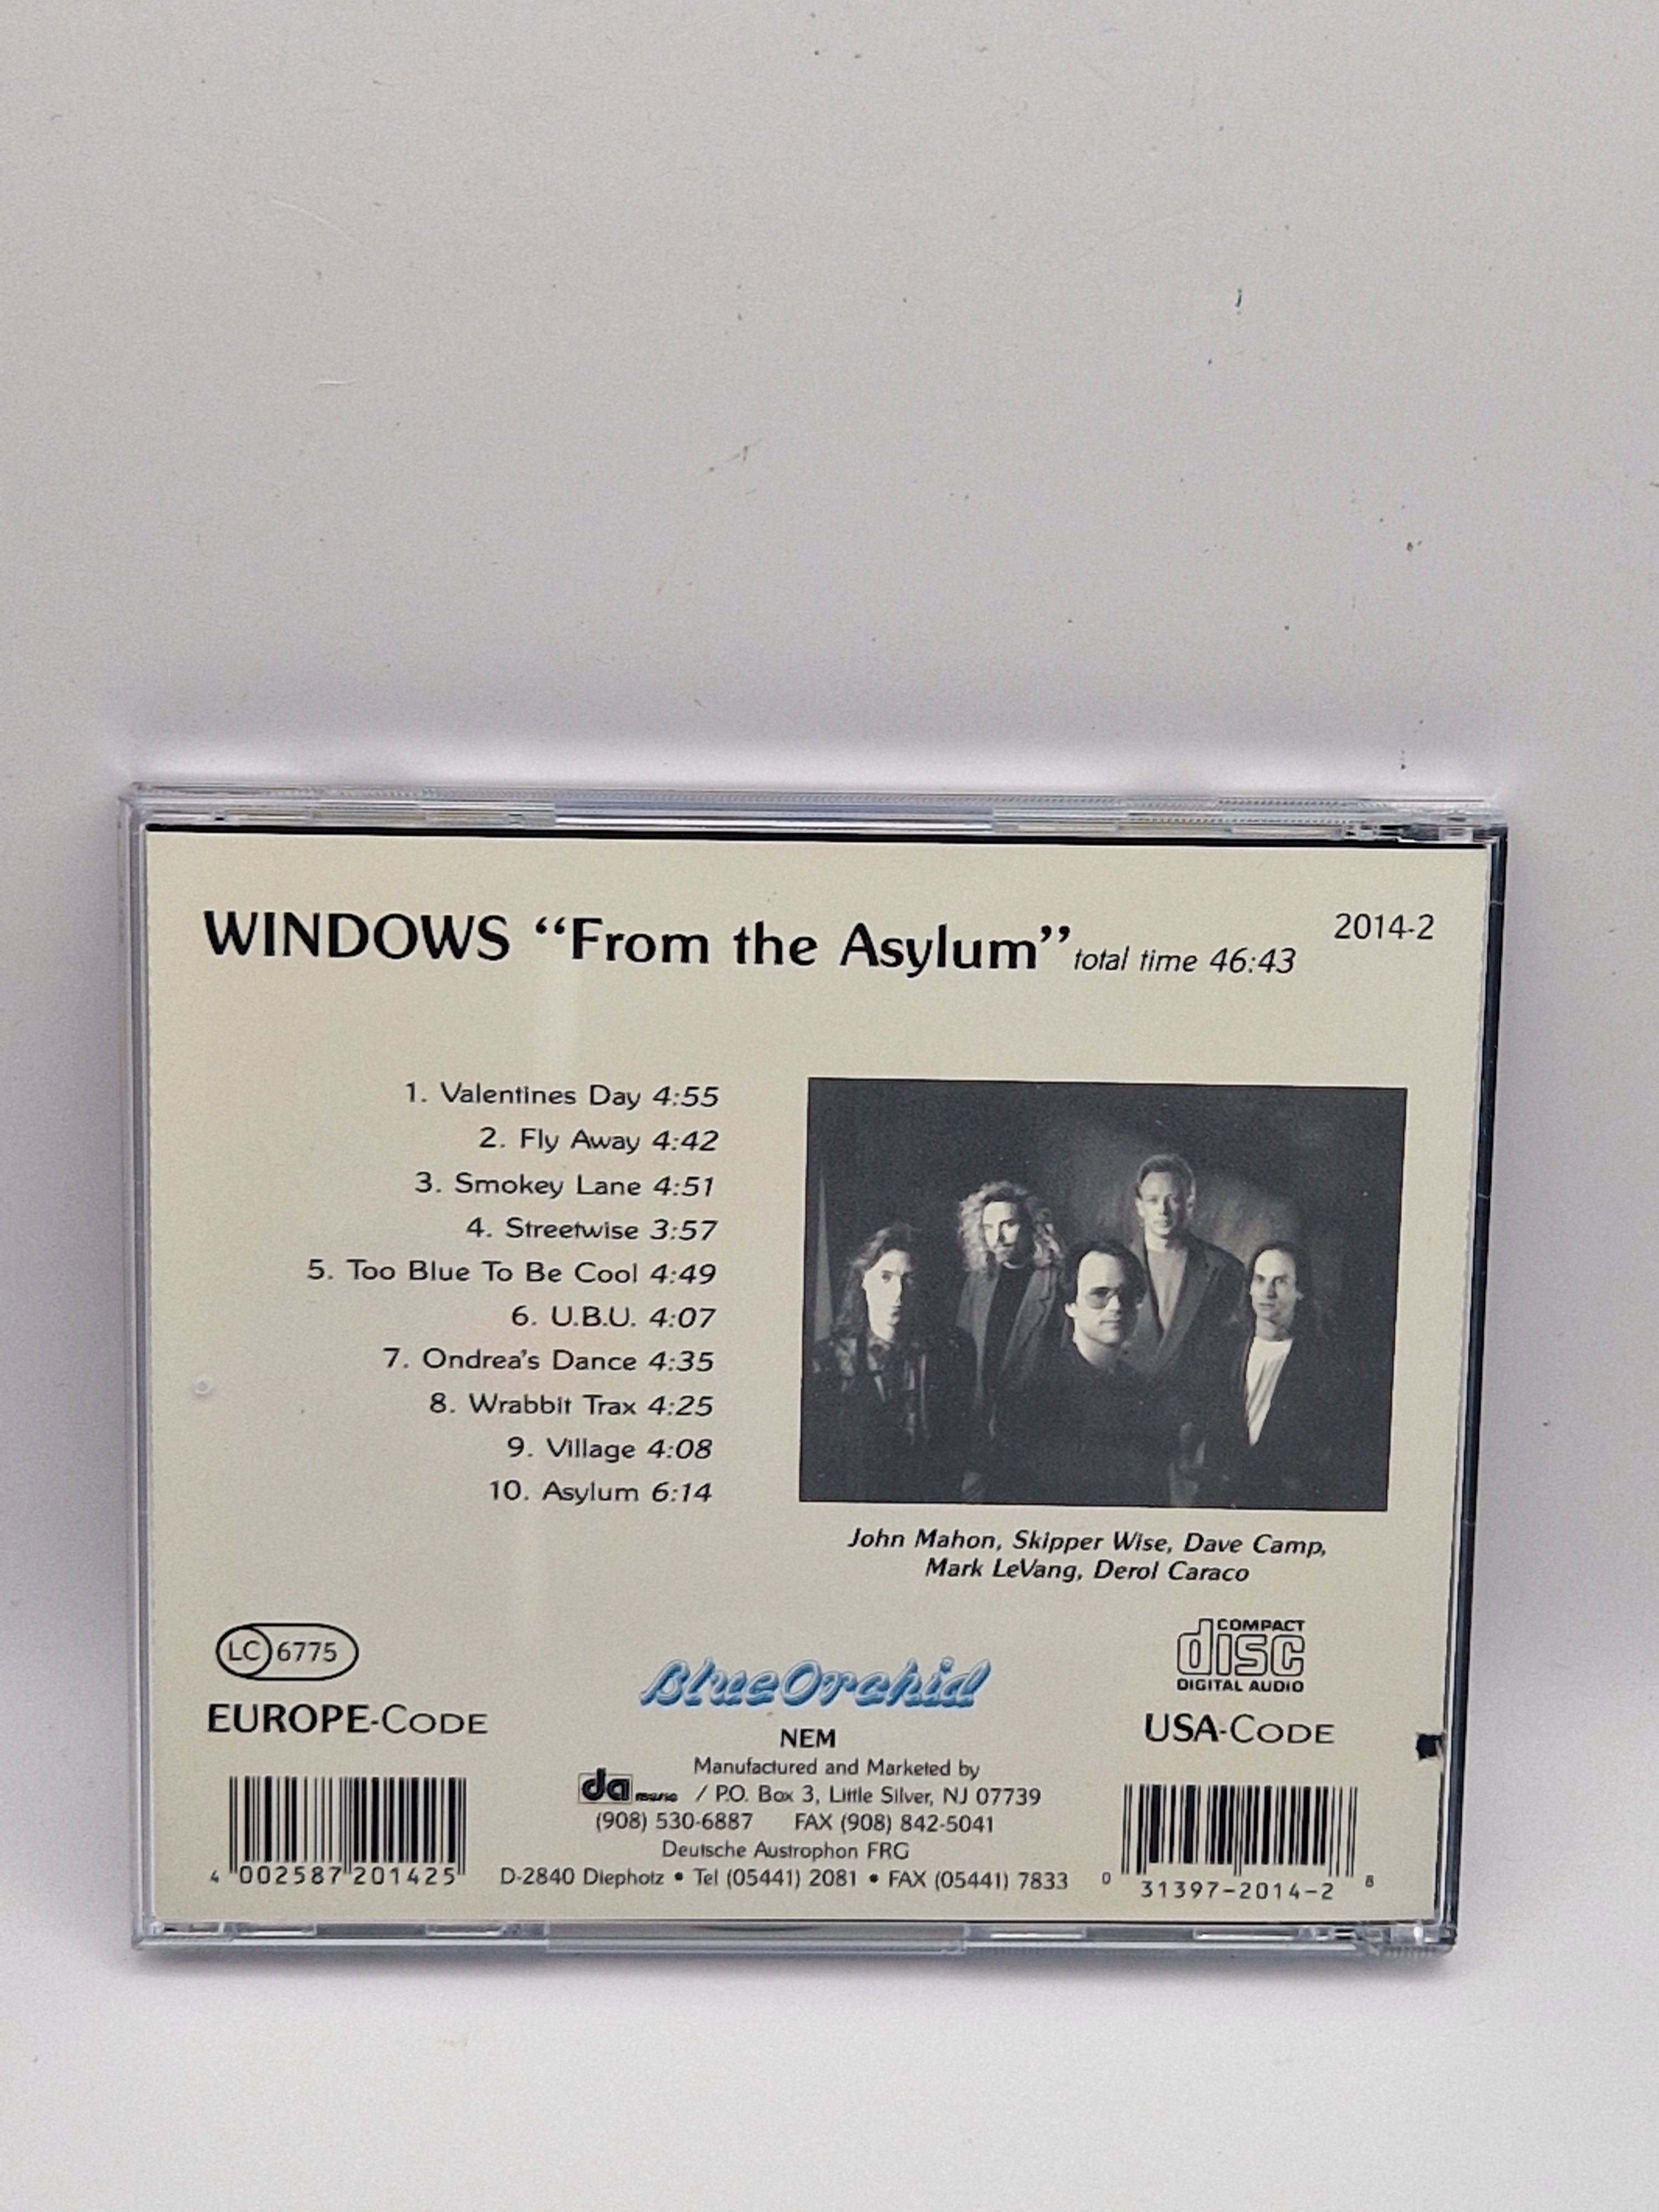 WINDOWS “From the Asylum” total time 46:43
2014-2
1. Valentines Day 4:55
2. Fly Away 4:42
3. Smokey Lane 4:51
4. Streetwise 3:57
5. Too Blue To Be Cool 4:49
6. U.B.U. 4:07
7. Ondrea’s Dance 4:35
8. Wrabbit Trax 4:25
9. Village 4:08
10. Asylum 6:14
John Mahon, Skipper Wise, Dave Camp,
Mark LeVang, Derol Caraco
LC 6775
EUROPE-CODE
4 002587 201425
BlueOrchid
NEM
Manufactured and Marketed by
da music / P.O. Box 3, Little Silver, NJ 07739
(908) 530-6887 FAX (908) 842-5041
Deutsche Austrophon FRG
D-2840 Diepholz • Tel (05441) 2081 • FAX (05441) 7833
COMPACT
disc
DIGITAL AUDIO
USA-CODE
0 31397-2014-2 8